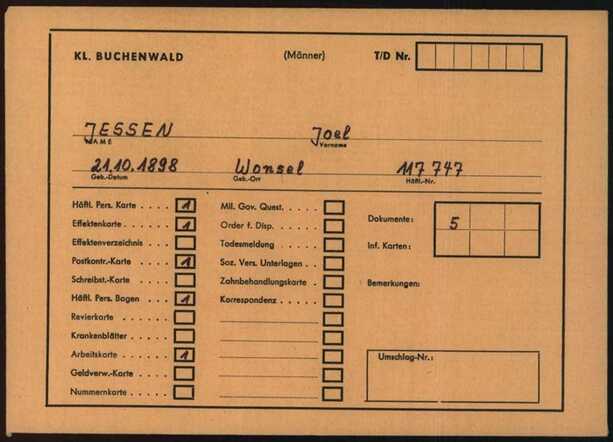 KL. BUCHENWALD (Männer) T/D Nr.
JESSEN Joel
NAME Vorname
21.10.1898 Wonsel 117 747
Geb.-Datum Geb.-Ort Häftl.-Nr.
Häftl. Pers. Karte ..... 1 Mil. Gov. Quest. .....
Effektenkarte ..... 1 Order f. Disp. .....
Effektenverzeichnis ... Todesmeldung ..... Dokumente: 5
Postkontr.-Karte .... 1 Soz. Vers. Unterlagen . Inf. Karten:
Schreibst.-Karte .... Zahnbehandlungskarte . Bemerkungen:
Häftl. Pers. Bogen ... 1 Korrespondenz ....
Revierkarte .....
Krankenblätter .....
Arbeitskarte ..... 1 Umschlag-Nr.:
Geldverw.-Karte ....
Nummernkarte .....